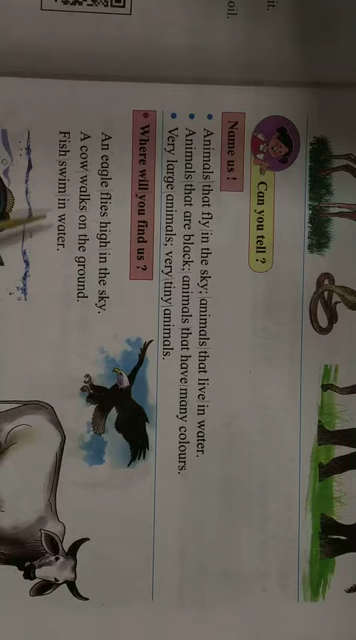 it.
oil.
Can you tell ?
Name us !
• Animals that fly in the sky; animals that live in water.
• Animals that are black; animals that have many colours.
• Very large animals; very tiny animals.
• Where will you find us ?
An eagle flies high in the sky.
A cow walks on the ground.
Fish swim in water.